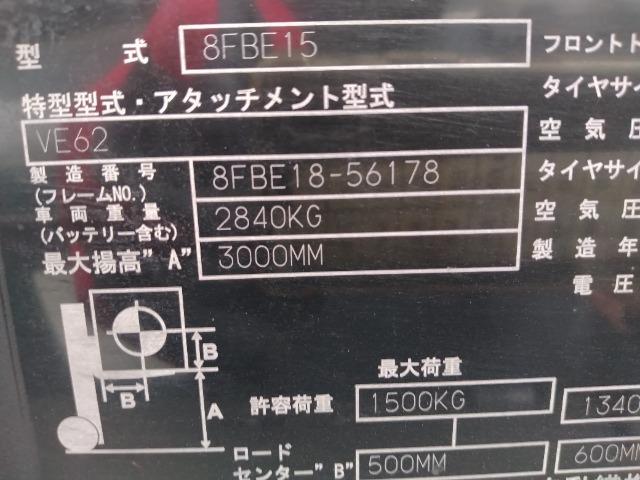 型式 8FBE15 フロントト
タイヤサイ
特型型式・アタッチメント型式
VE62 空気圧
製造番号 8FBE18-56178 タイヤサイ
(フレームNO.)
車両重量 2840KG 空気圧
(バッテリー含む)
最大揚高"A" 3000MM 製造年
電圧
B
B
A
最大荷重
許容荷重 1500KG 1340
ロード
センター"B" 500MM 600MM